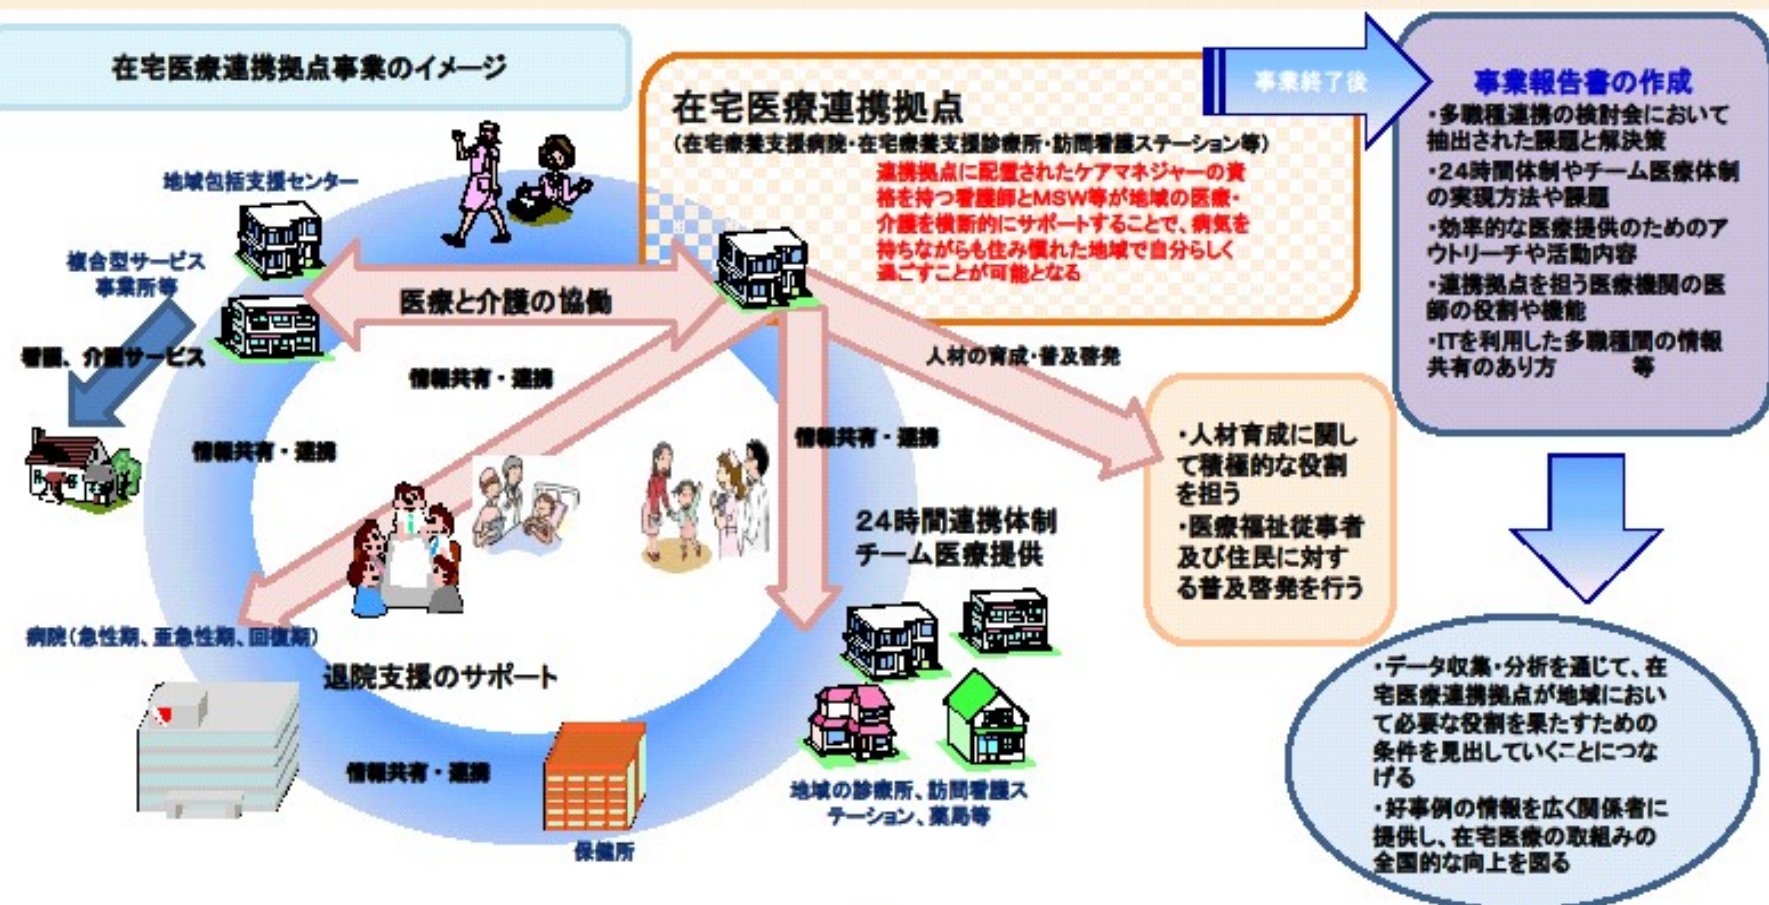 在宅医療連携拠点事業のイメージ
在宅医療連携拠点
(在宅療養支援病院・在宅療養支援診療所・訪問看護ステーション等)
連携拠点に配置されたケアマネジャーの資
格を持つ看護師とMSW等が地域の医療・
介護を横断的にサポートすることで、病気を
持ちながらも住み慣れた地域で自分らしく
過ごすことが可能となる
事業終了後
事業報告書の作成
・多職種連携の検討会において
抽出された課題と解決策
・24時間体制やチーム医療体制
の実現方法や課題
・効率的な医療提供のためのア
ウトリーチや活動内容
・連携拠点を担う医療機関の医
師の役割や機能
・ITを利用した多職種間の情報
共有のあり方 等
地域包括支援センター
複合型サービス
事業所等
医療と介護の協働
看護、介護サービス
情報共有・連携
人材の育成・普及啓発
情報共有・連携
情報共有・連携
・人材育成に関し
て積極的な役割
を担う
・医療福祉従事者
及び住民に対す
る普及啓発を行う
24時間連携体制
チーム医療提供
病院(急性期、亜急性期、回復期)
退院支援のサポート
情報共有・連携
保健所
地域の診療所、訪問看護ス
テーション、薬局等
・データ収集・分析を通じて、在
宅医療連携拠点が地域におい
て必要な役割を果たすための
条件を見出していくことにつな
げる
・好事例の情報を広く関係者に
提供し、在宅医療の取組みの
全国的な向上を図る